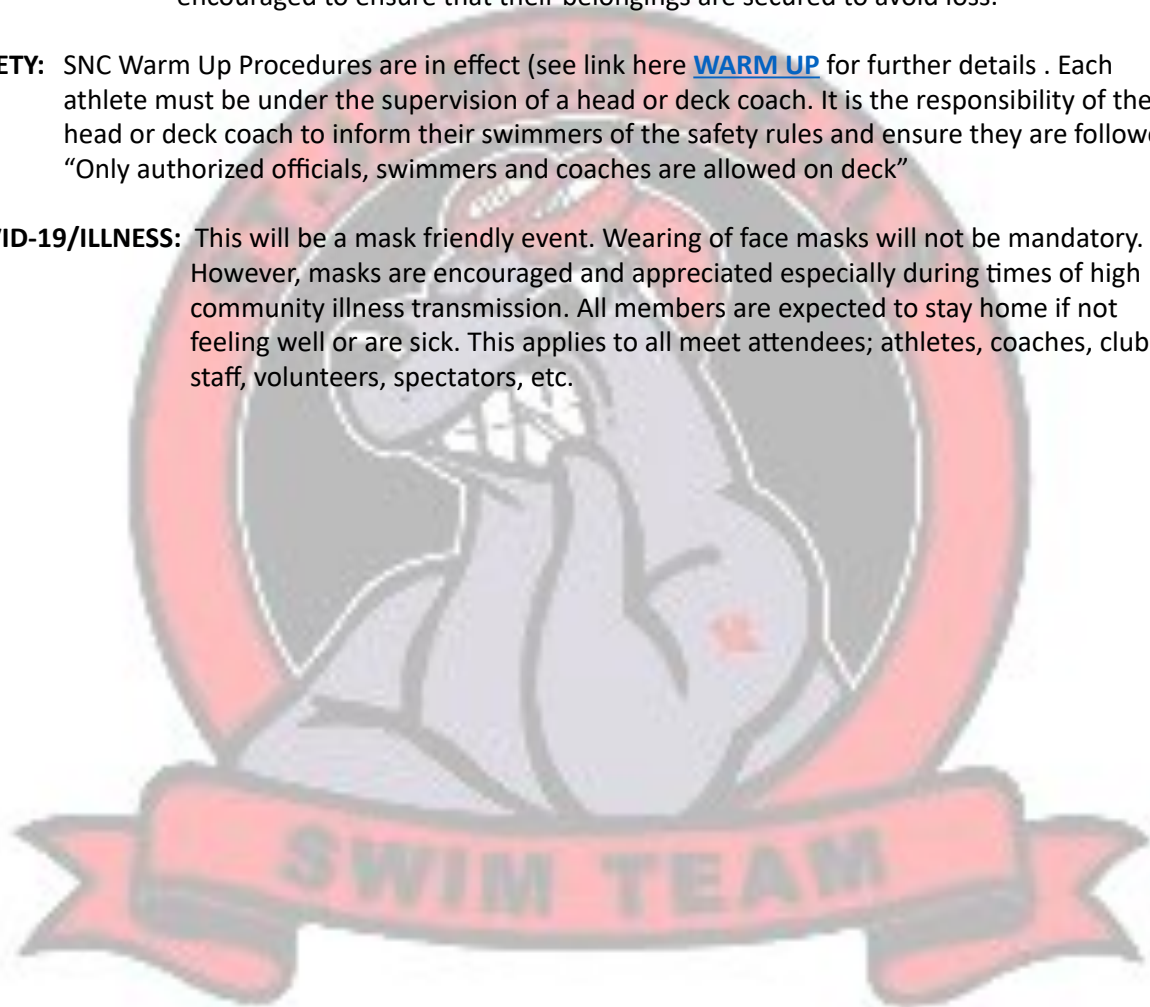 encouraged to ensure that their belongings are secured to avoid loss.
ETY: SNC Warm Up Procedures are in effect (see link here WARM UP for further details . Each
athlete must be under the supervision of a head or deck coach. It is the responsibility of the
head or deck coach to inform their swimmers of the safety rules and ensure they are followe
“Only authorized officials, swimmers and coaches are allowed on deck”
VID-19/ILLNESS: This will be a mask friendly event. Wearing of face masks will not be mandatory.
However, masks are encouraged and appreciated especially during times of high
community illness transmission. All members are expected to stay home if not
feeling well or are sick. This applies to all meet attendees; athletes, coaches, club
staff, volunteers, spectators, etc.
SWIM TEAM